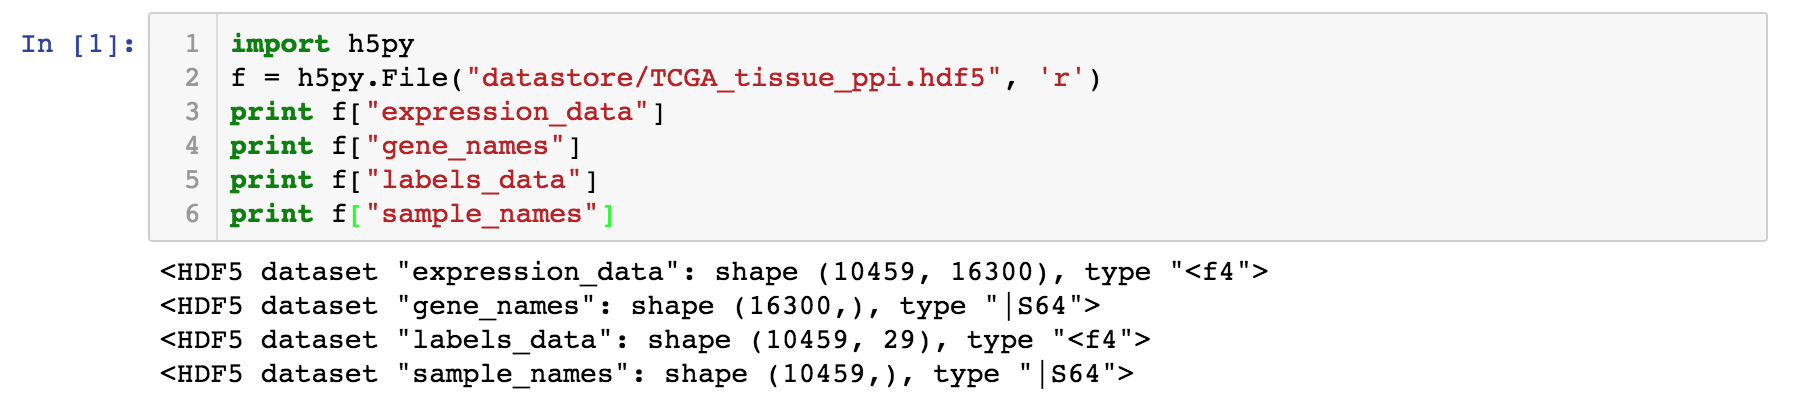 In [1]:
1 import h5py
2 f = h5py.File("datastore/TCGA_tissue_ppi.hdf5", 'r')
3 print f["expression_data"]
4 print f["gene_names"]
5 print f["labels_data"]
6 print f["sample_names"]
<HDF5 dataset "expression_data": shape (10459, 16300), type "<f4">
<HDF5 dataset "gene_names": shape (16300,), type "|S64">
<HDF5 dataset "labels_data": shape (10459, 29), type "<f4">
<HDF5 dataset "sample_names": shape (10459,), type "|S64">